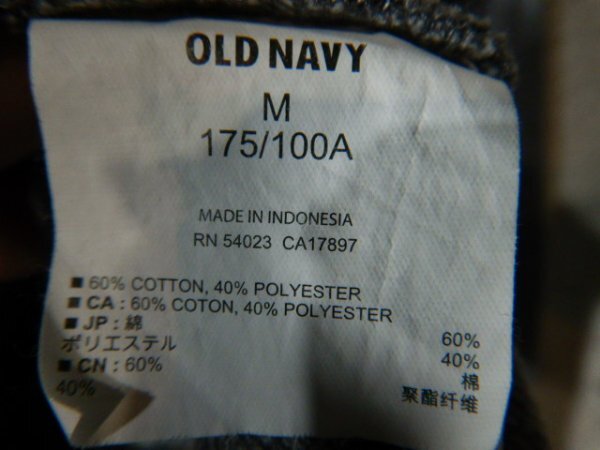 OLD NAVY
M
175/100A
MADE IN INDONESIA
RN 54023 CA17897
■ 60% COTTON, 40% POLYESTER
■ CA : 60% COTON, 40% POLYESTER
■ JP : 綿 60%
ポリエステル 40%
■ CN : 60% 棉
40% 聚酯纤维